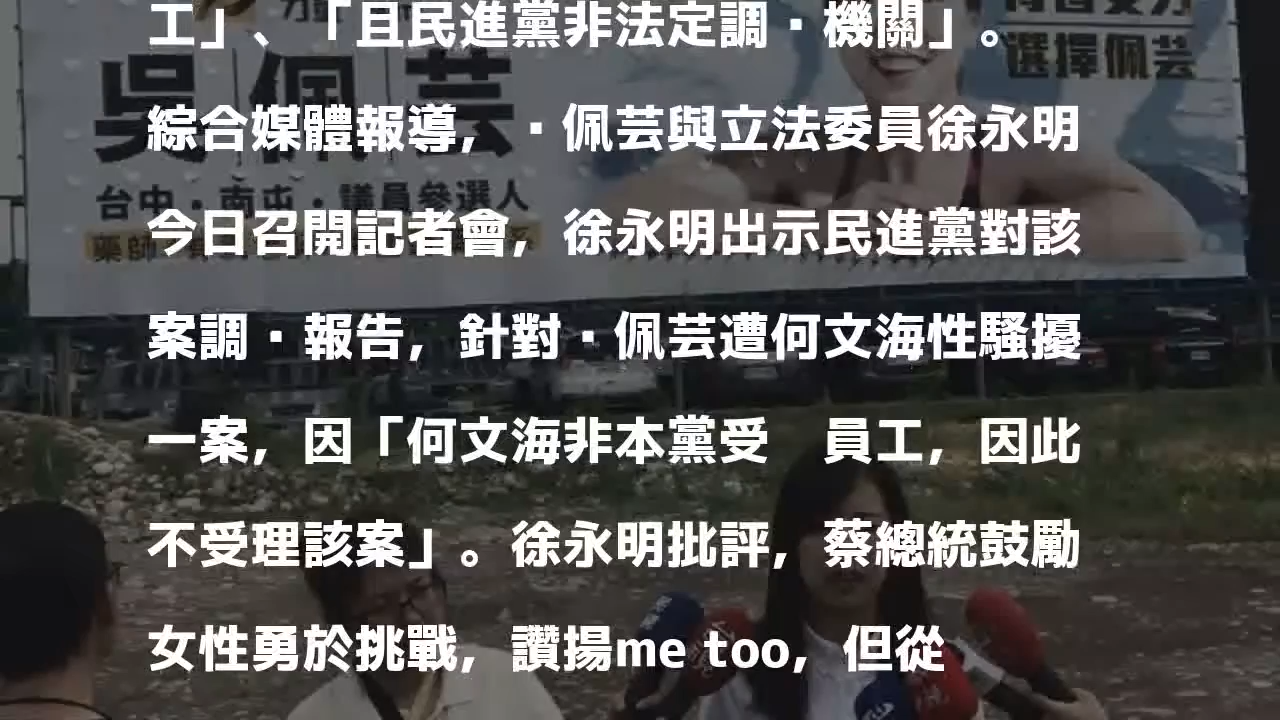 工」、「且民進黨非法定調·機關」。
綜合媒體報導，·佩芸與立法委員徐永明
今日召開記者會，徐永明出示民進黨對該
案調·報告，針對·佩芸遭何文海性騷擾
一案，因「何文海非本黨受 員工，因此
不受理該案」。徐永明批評，蔡總統鼓勵
女性勇於挑戰，讚揚me too，但從
選擇佩芸
吳佩芸
台中·南屯·議員參選人
藥師